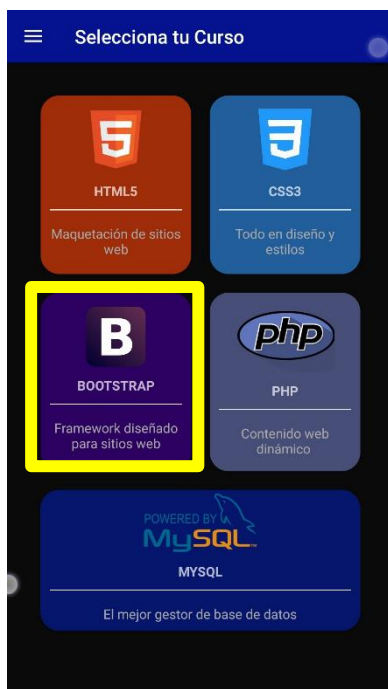 Selecciona tu Curso
5
HTML5
Maquetación de sitios
web
3
CSS3
Todo en diseño y
estilos
B
BOOTSTRAP
Framework diseñado
para sitios web
php
PHP
Contenido web
dinámico
POWERED BY
MySQL
MYSQL
El mejor gestor de base de datos